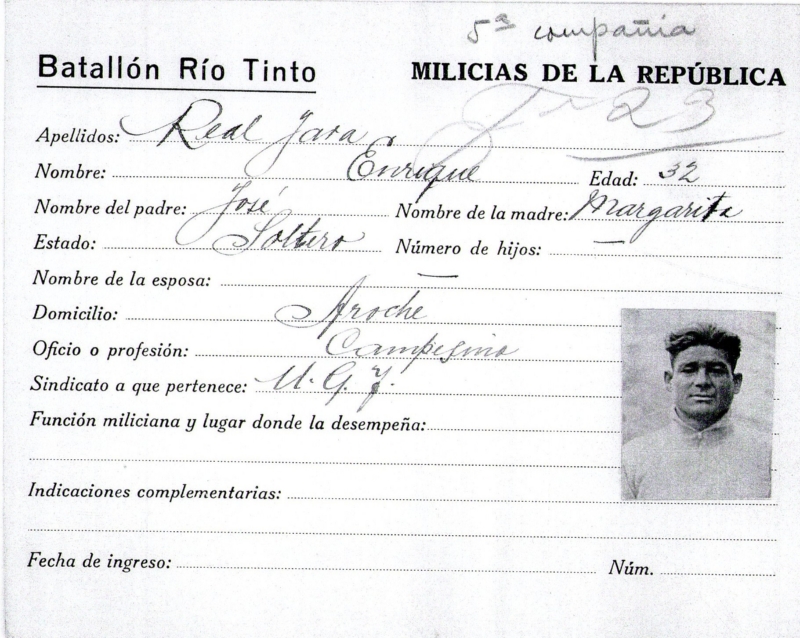 5ª compañia
Batallón Río Tinto MILICIAS DE LA REPÚBLICA
23
Apellidos: Real Jara
Nombre: Enrique Edad: 32
Nombre del padre: José Nombre de la madre: Margarita
Estado: Soltero Número de hijos: —
Nombre de la esposa: —
Domicilio: Aroche
Oficio o profesión: Campesino
Sindicato a que pertenece: U.G.T.
Función miliciana y lugar donde la desempeña:
Indicaciones complementarias:
Fecha de ingreso: Núm.